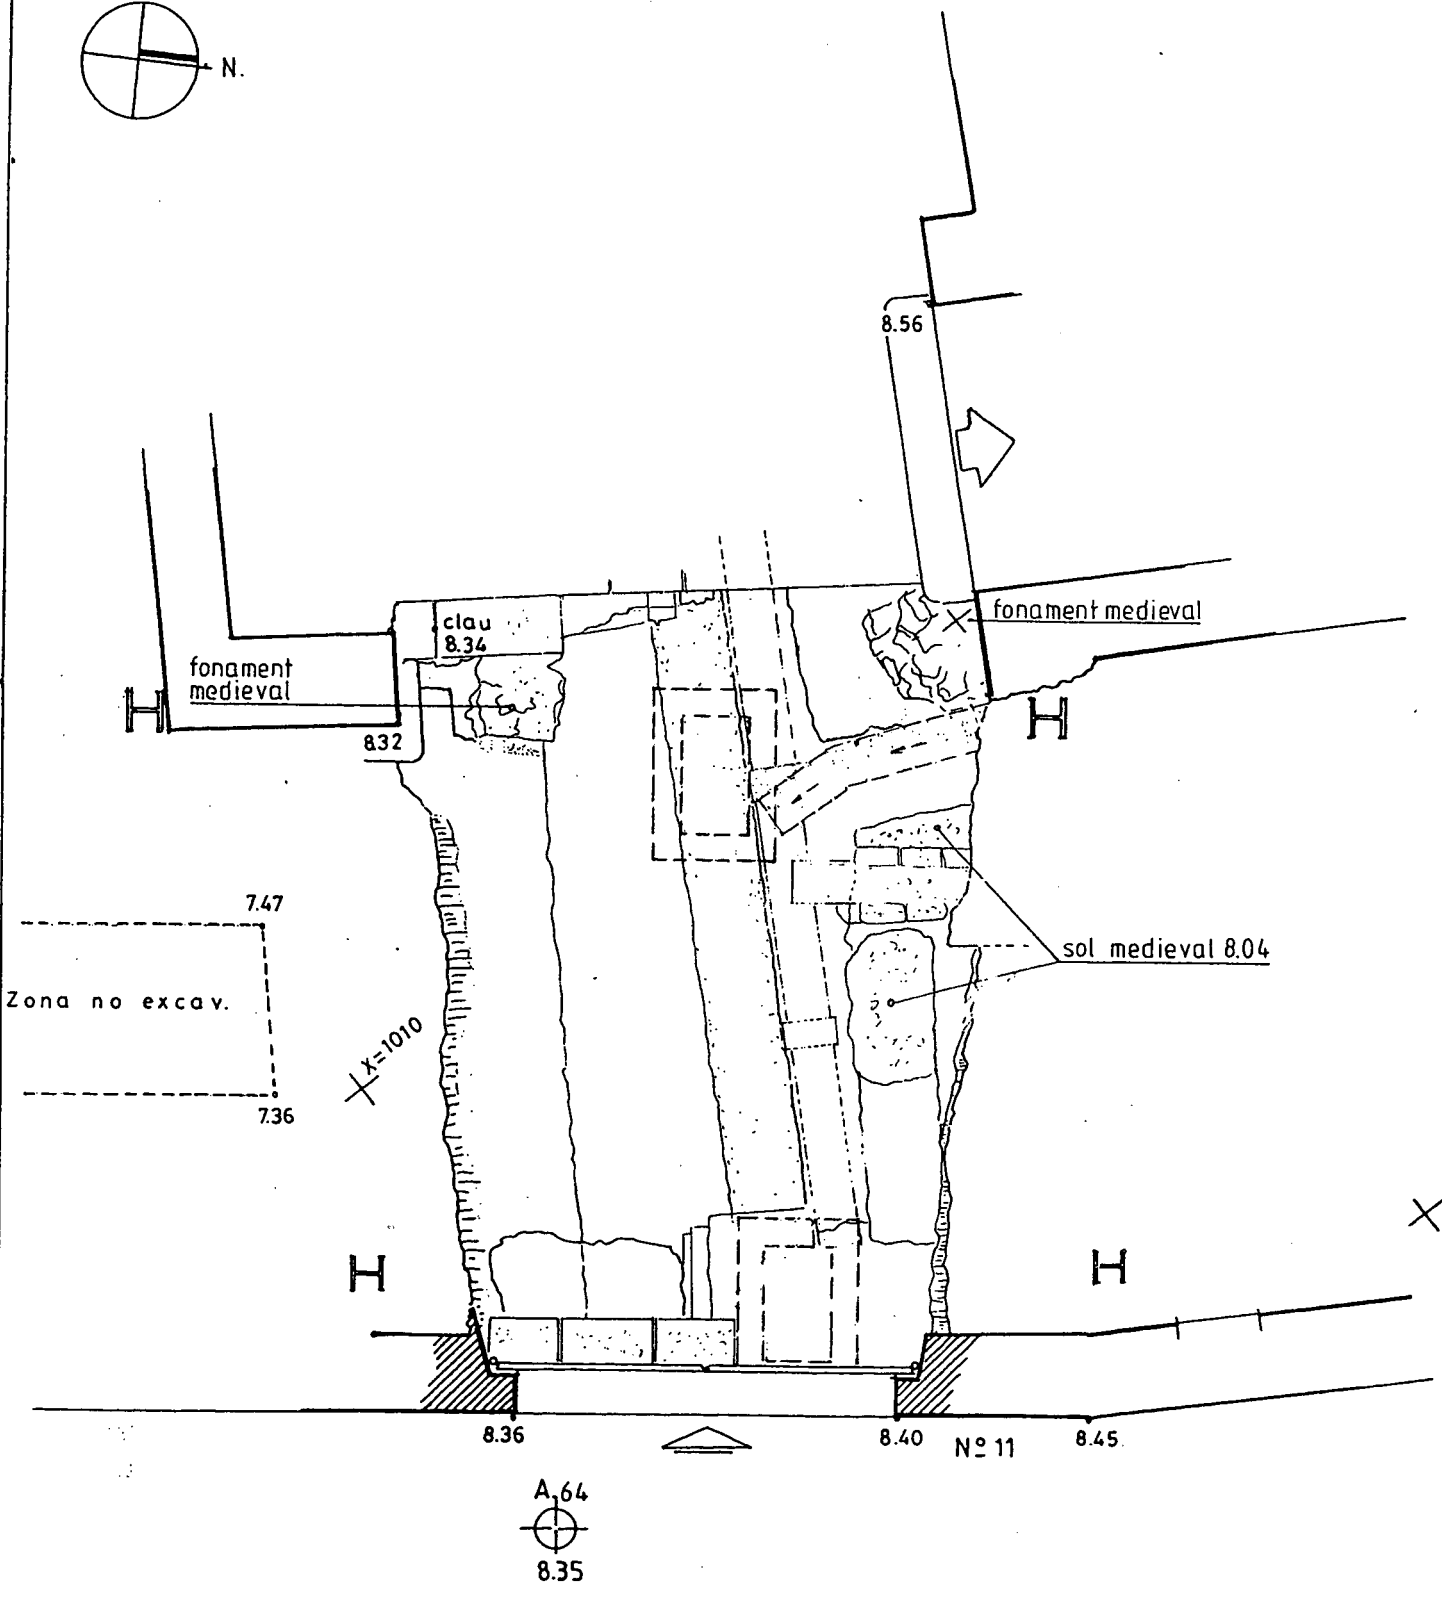 N.
8.56
clau
8.34
fonament medieval
fonament
medieval
H
H
8.32
7.47
sol medieval 8.04
Zona no excav.
X=1010
7.36
H
H
8.36
8.40
Nº 11
8.45
A.64
8.35